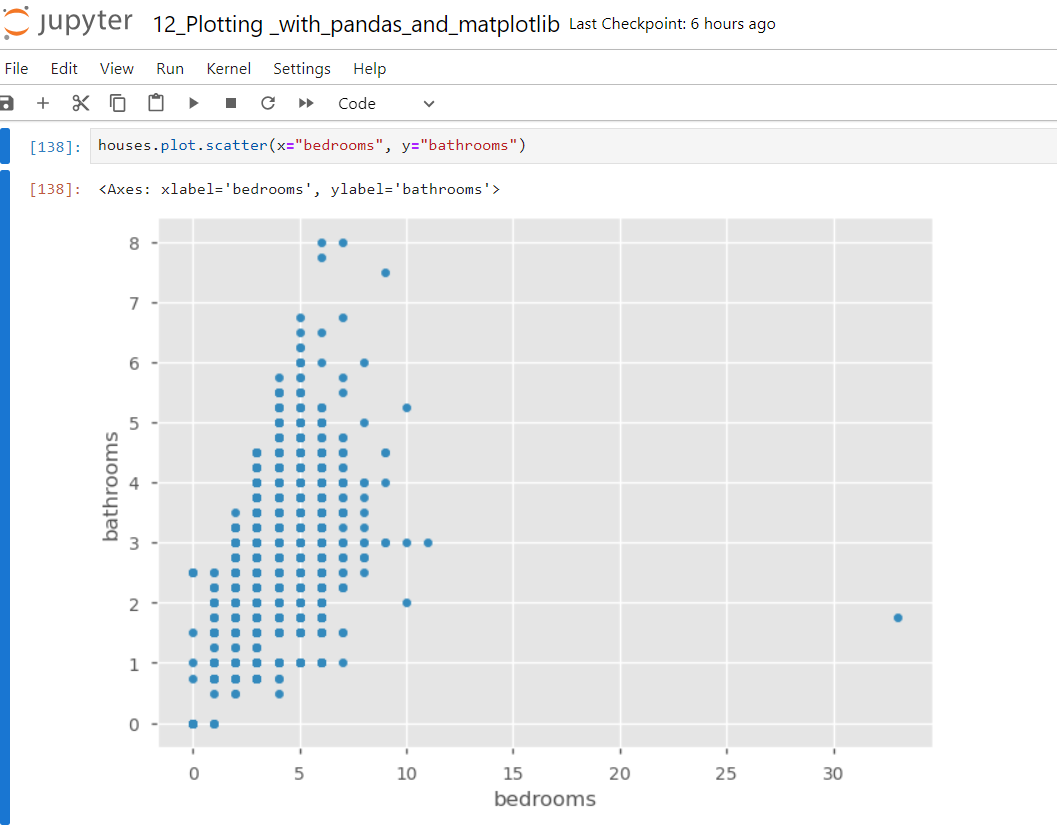 jupyter 12_Plotting _with_pandas_and_matplotlib Last Checkpoint: 6 hours ago
File Edit View Run Kernel Settings Help
Code
[138]: houses.plot.scatter(x="bedrooms", y="bathrooms")
[138]: <Axes: xlabel='bedrooms', ylabel='bathrooms'>
8
7
6
5
4
3
2
1
0
bathrooms
0 5 10 15 20 25 30
bedrooms